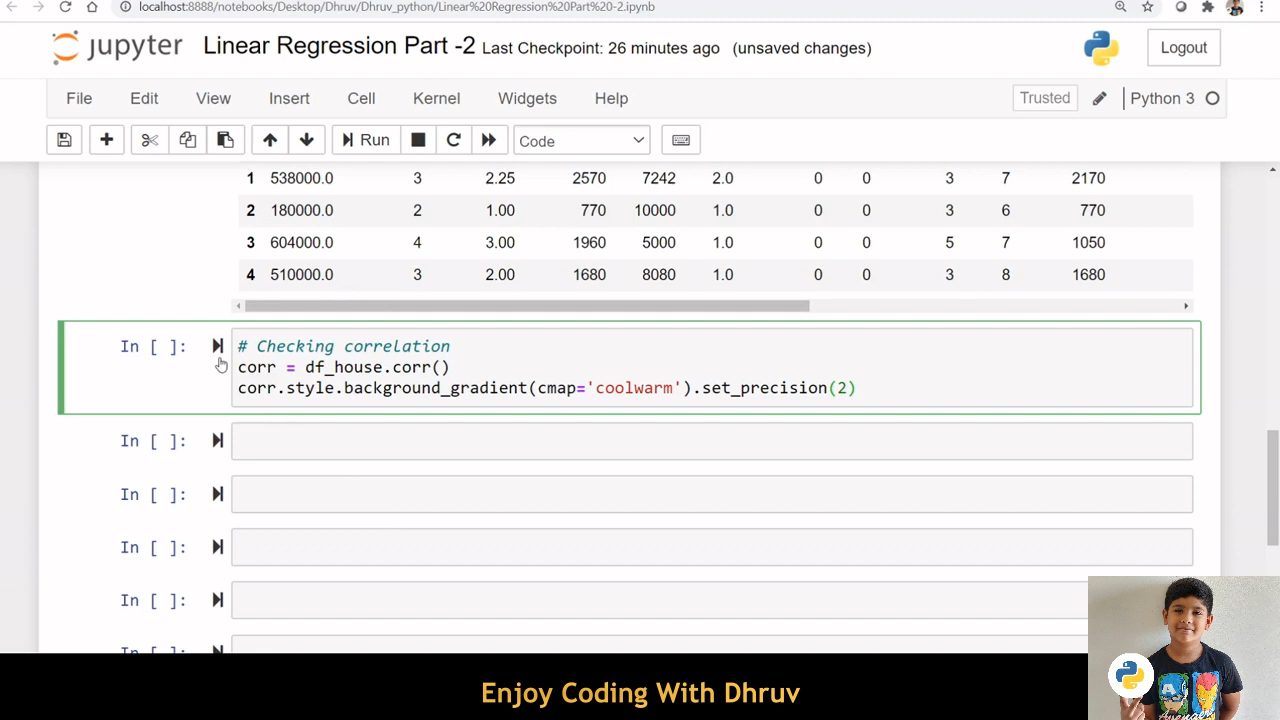 localhost:8888/notebooks/Desktop/Dhruv/Dhruv_python/Linear%20Regression%20Part%20-2.ipynb
jupyter Linear Regression Part -2 Last Checkpoint: 26 minutes ago (unsaved changes) Logout
File Edit View Insert Cell Kernel Widgets Help Trusted Python 3
Run Code
1 538000.0 3 2.25 2570 7242 2.0 0 0 3 7 2170
2 180000.0 2 1.00 770 10000 1.0 0 0 3 6 770
3 604000.0 4 3.00 1960 5000 1.0 0 0 5 7 1050
4 510000.0 3 2.00 1680 8080 1.0 0 0 3 8 1680
In [ ]: # Checking correlation
corr = df_house.corr()
corr.style.background_gradient(cmap='coolwarm').set_precision(2)
In [ ]:
In [ ]:
In [ ]:
In [ ]:
In [ ]:
Enjoy Coding With Dhruv